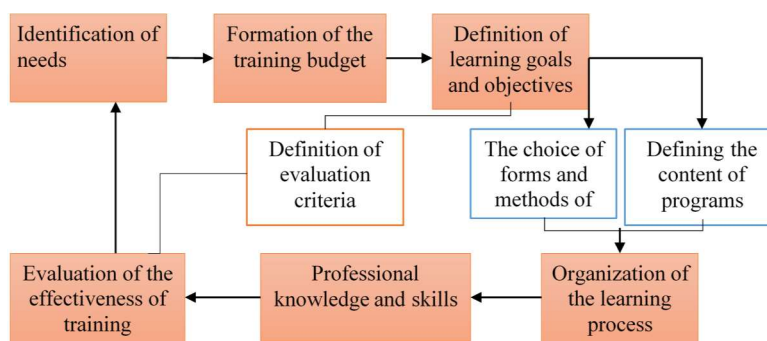 Identification of
needs
Formation of the
training budget
Definition of
learning goals
and objectives
Definition of
evaluation
criteria
The choice of
forms and
methods of
Defining the
content of
programs
Evaluation of the
effectiveness of
training
Professional
knowledge and skills
Organization of
the learning
process